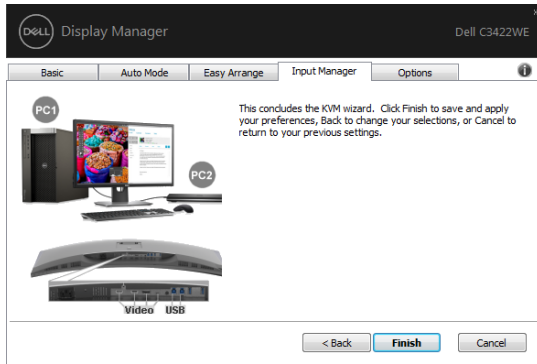 DELL Display Manager
Dell C3422WE
Basic
Auto Mode
Easy Arrange
Input Manager
Options
PC1
PC2
This concludes the KVM wizard. Click Finish to save and apply
your preferences, Back to change your selections, or Cancel to
return to your previous settings.
Video USB
< Back
Finish
Cancel